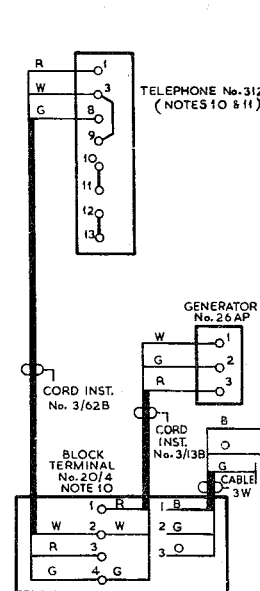 R
1
W
3
G
8
9
10
11
12
13
TELEPHONE No. 312
(NOTES 10 & 11)
GENERATOR
No. 26AP
W
1
G
2
R
3
CORD INST.
No. 3/62B
CORD
INST.
No. 3/13B
B
O
G
CABLE
3W
BLOCK
TERMINAL
No. 20/4
NOTE 10
1 R
1 B
W 2 W
2 G
R 3
3 O
G 4 G